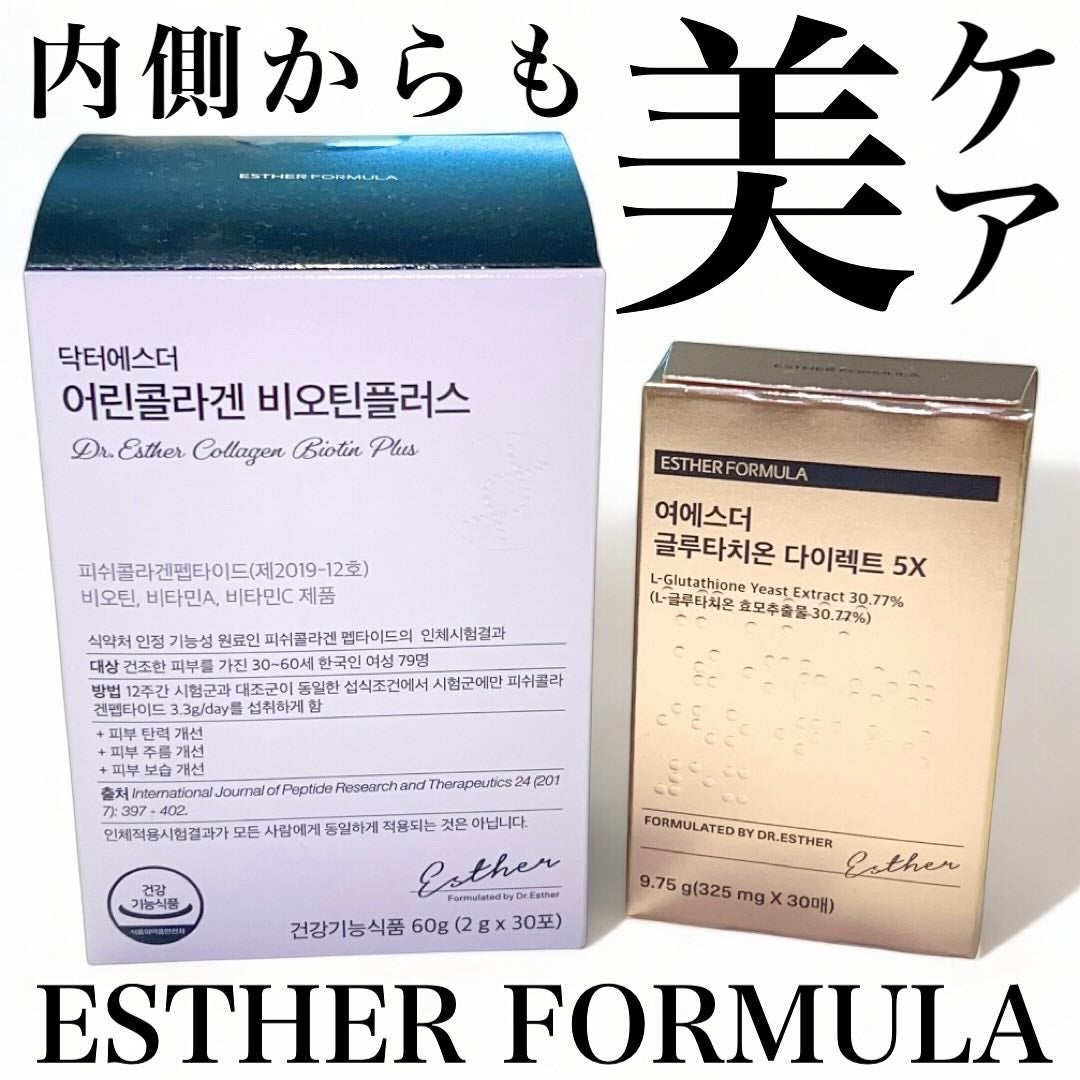 内側からも
美
ケア
ESTHER FORMULA
닥터에스더
어린콜라겐 비오틴플러스
Dr. Esther Collagen Biotin Plus
피쉬콜라겐펩타이드(제2019-12호)
비오틴, 비타민A, 비타민C 제품
식약처 인정 기능성 원료인 피쉬콜라겐 펩타이드의 인체시험결과
대상 건조한 피부를 가진 30~60세 한국인 여성 79명
방법 12주간 시험군과 대조군이 동일한 섭식조건에서 시험군에만 피쉬콜라
겐펩타이드 3.3g/day를 섭취하게 함
+ 피부 탄력 개선
+ 피부 주름 개선
+ 피부 보습 개선
출처 International Journal of Peptide Research and Therapeutics 24 (201
7): 397 - 402.
인체적용시험결과가 모든 사람에게 동일하게 적용되는 것은 아닙니다.
Esther
Formulated by Dr.Esther
건강
기능식품
식품의약품안전처
건강기능식품 60g (2 g x 30포)
ESTHER FORMULA
ESTHER FORMULA
여에스더
글루타치온 다이렉트 5X
L-Glutathione Yeast Extract 30.77%
(L-글루타치온 효모추출물 30.77%)
FORMULATED BY DR.ESTHER
Esther
9.75 g(325 mg X 30매)
ESTHER FORMULA